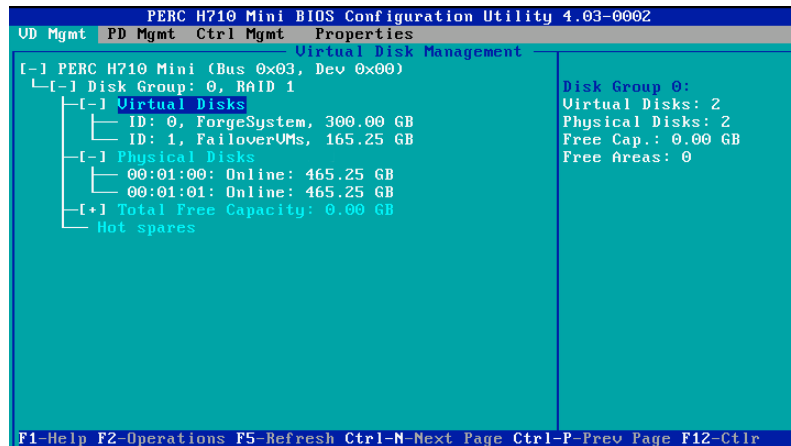 PERC H710 Mini BIOS Configuration Utility 4.03-0002
VD Mgmt PD Mgmt Ctrl Mgmt Properties
Virtual Disk Management
[-] PERC H710 Mini (Bus 0x03, Dev 0x00)
[-] Disk Group: 0, RAID 1
Disk Group 0:
[-] Virtual Disks
Virtual Disks: 2
ID: 0, ForgeSystem, 300.00 GB
Physical Disks: 2
ID: 1, FailoverVMs, 165.25 GB
Free Cap.: 0.00 GB
[-] Physical Disks
Free Areas: 0
00:01:00: Online: 465.25 GB
00:01:01: Online: 465.25 GB
[+] Total Free Capacity: 0.00 GB
Hot spares
F1-Help F2-Operations F5-Refresh Ctrl-N-Next Page Ctrl-P-Prev Page F12-Ctlr